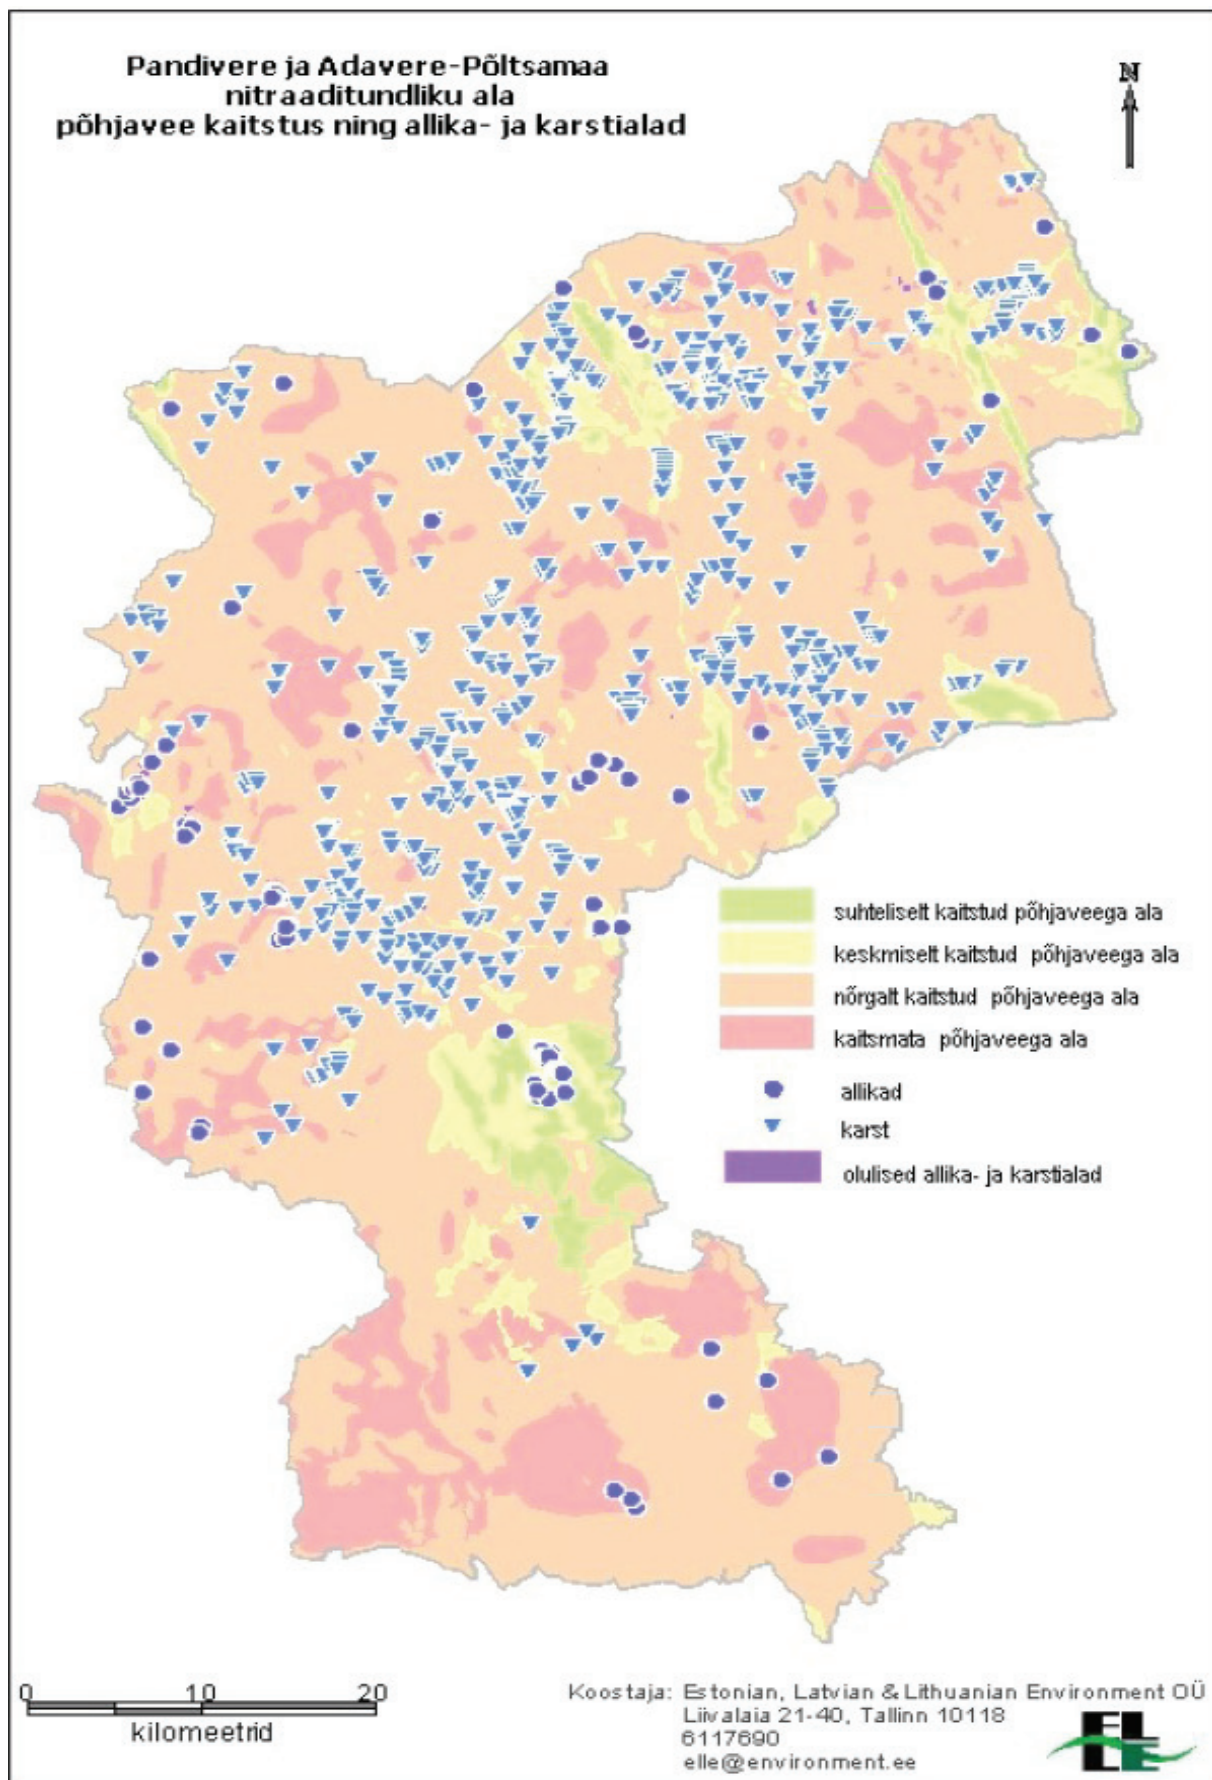 Pandivere ja Adavere-Põltsamaa
nitraaditundliku ala
põhjavee kaitstus ning allika- ja karstialad
N
suhteliselt kaitstud põhjaveega ala
keskmiselt kaitstud põhjaveega ala
nõrgalt kaitstud põhjaveega ala
kaitsmata põhjaveega ala
allikad
karst
olulised allika- ja karstialad
0 10 20
kilomeetrid
Koostaja: Estonian, Latvian & Lithuanian Environment OÜ
Liivalaia 21-40, Tallinn 10118
6117690
elle@environment.ee
ELLE